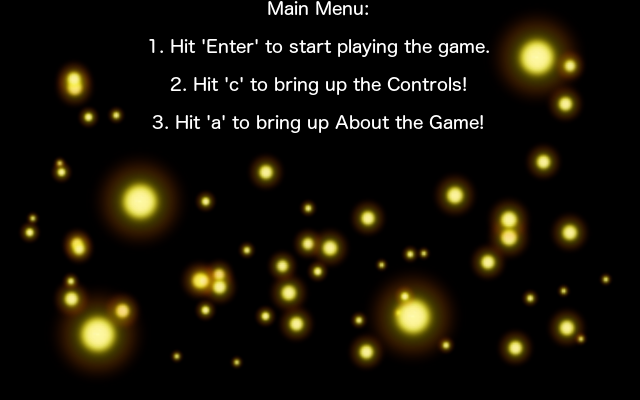 Main Menu:
1. Hit 'Enter' to start playing the game.
2. Hit 'c' to bring up the Controls!
3. Hit 'a' to bring up About the Game!